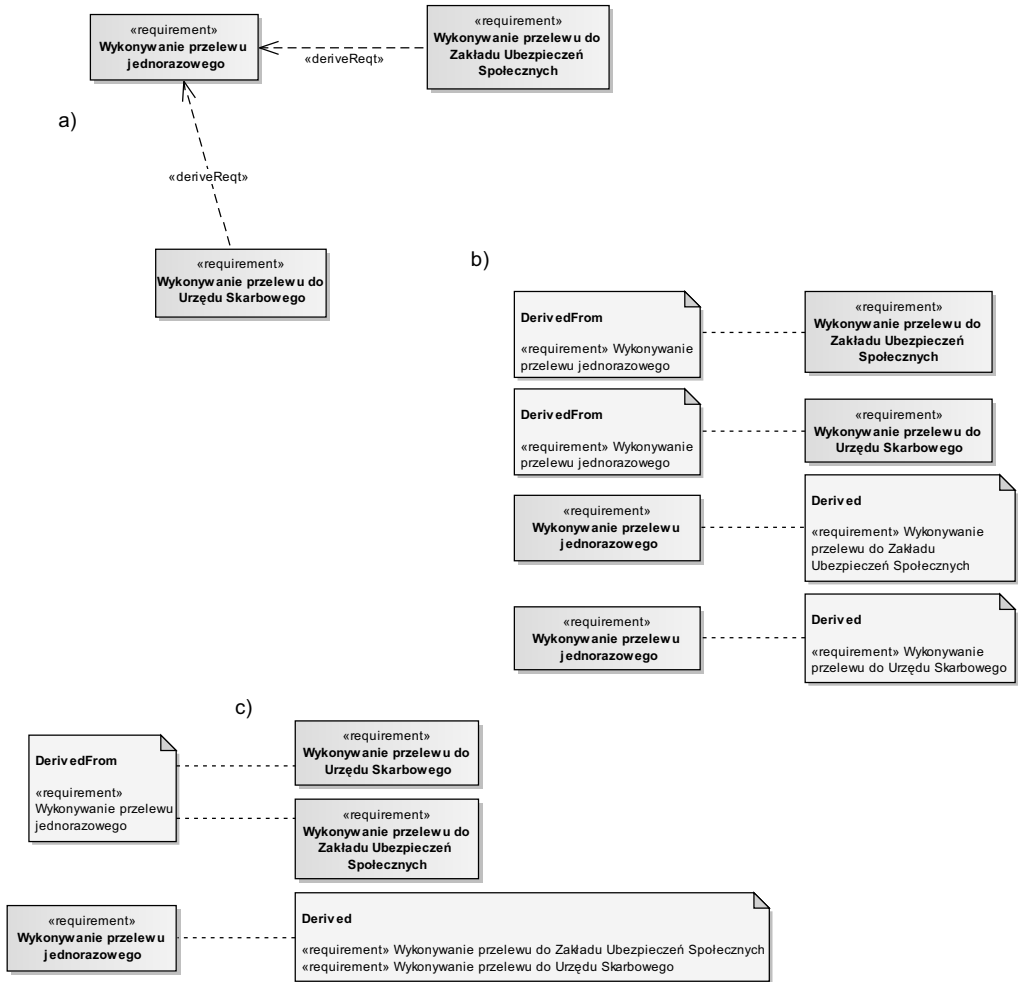 «requirement»
Wykonywanie przelewu
jednorazowego
«deriveReqt»
«requirement»
Wykonywanie przelewu do
Zakładu Ubezpieczeń
Społecznych
a)
«deriveReqt»
«requirement»
Wykonywanie przelewu do
Urzędu Skarbowego
b)
DerivedFrom
«requirement» Wykonywanie
przelewu jednorazowego
«requirement»
Wykonywanie przelewu do
Zakładu Ubezpieczeń
Społecznych
DerivedFrom
«requirement» Wykonywanie
przelewu jednorazowego
«requirement»
Wykonywanie przelewu do
Urzędu Skarbowego
«requirement»
Wykonywanie przelewu
jednorazowego
Derived
«requirement» Wykonywanie
przelewu do Zakładu
Ubezpieczeń Społecznych
«requirement»
Wykonywanie przelewu
jednorazowego
Derived
«requirement» Wykonywanie
przelewu do Urzędu Skarbowego
c)
DerivedFrom
«requirement»
Wykonywanie przelewu
jednorazowego
«requirement»
Wykonywanie przelewu do
Urzędu Skarbowego
«requirement»
Wykonywanie przelewu do
Zakładu Ubezpieczeń
Społecznych
«requirement»
Wykonywanie przelewu
jednorazowego
Derived
«requirement» Wykonywanie przelewu do Zakładu Ubezpieczeń Społecznych
«requirement» Wykonywanie przelewu do Urzędu Skarbowego